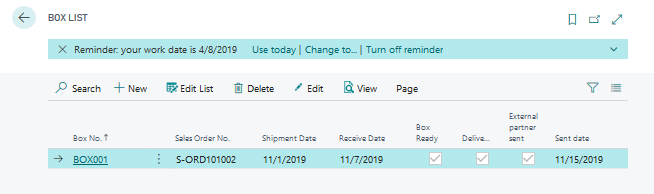 BOX LIST
Reminder: your work date is 4/8/2019 Use today | Change to... | Turn off reminder
Search + New Edit List Delete Edit View Page
Box No. ↑ Sales Order No. Shipment Date Receive Date Box Ready Delive... External partner sent Sent date
→ BOX001 S-ORD101002 11/1/2019 11/7/2019 11/15/2019